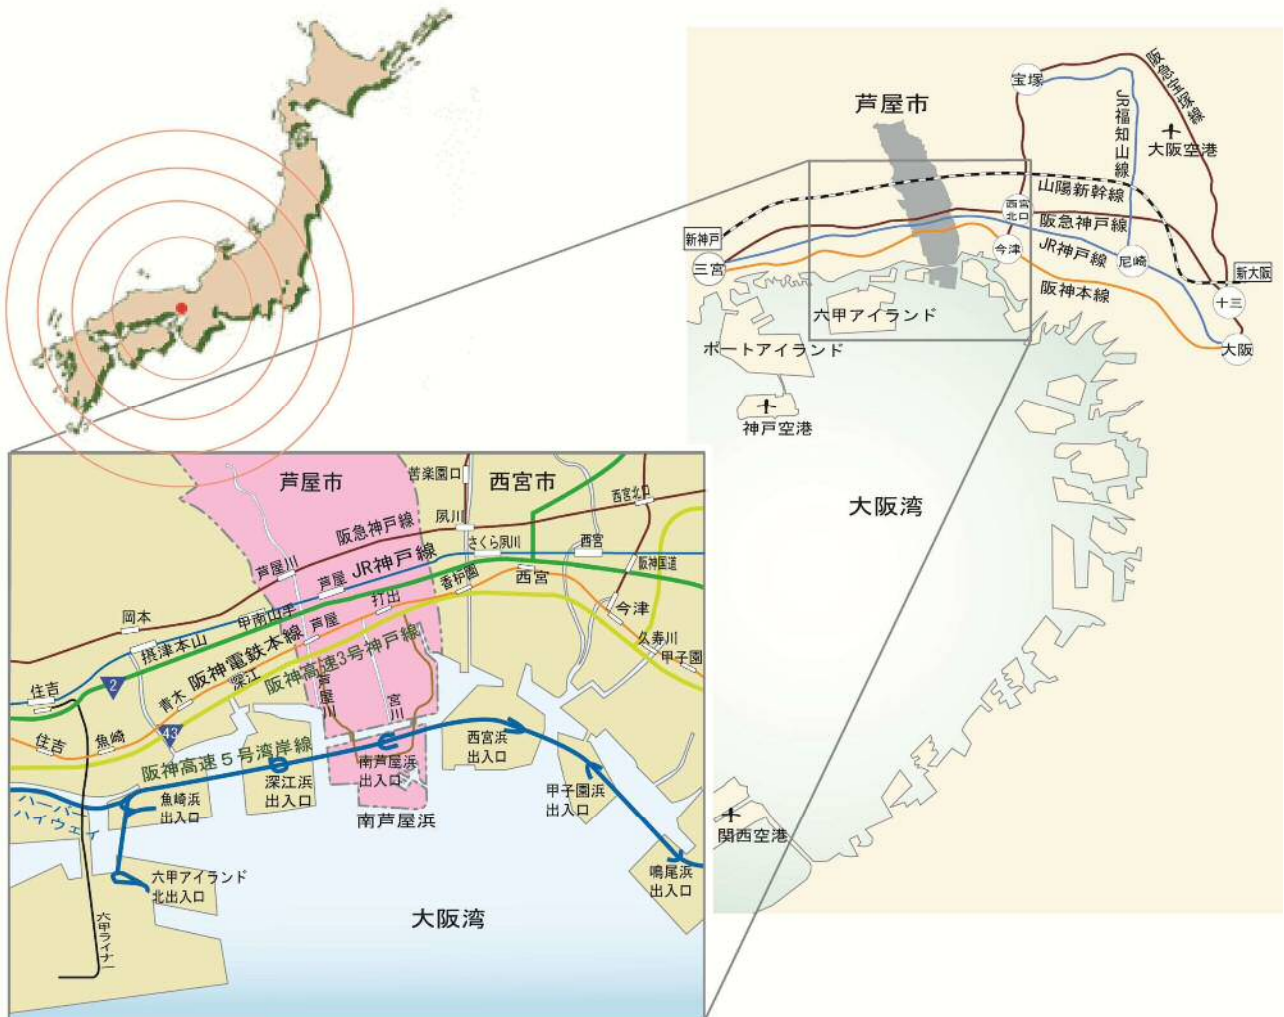 宝塚
阪急宝塚線
芦屋市
JR福知山線
大阪空港
山陽新幹線
西宮
北口
阪急神戸線
新神戸
今津
JR神戸線
尼崎
三宮
新大阪
阪神本線
十三
六甲アイランド
ポートアイランド
大阪
神戸空港
大阪湾
関西空港
芦屋市
苦楽園口
西宮市
西宮北口
阪急神戸線
夙川
さくら夙川
西宮
芦屋川
芦屋
JR神戸線
香櫨園
西宮
阪神国道
岡本
甲南山手
打出
今津
摂津本山
阪神電鉄本線
芦屋
阪神高速3号神戸線
久寿川
甲子園
住吉
2
青木
深江
芦屋川
宮川
住吉
魚崎
43
阪神高速5号湾岸線
西宮浜
出入口
南芦屋浜
出入口
深江浜
出入口
甲子園浜
出入口
ハーバー
ハイウェイ
魚崎浜
出入口
南芦屋浜
六甲アイランド
北出入口
鳴尾浜
出入口
六甲ライナー
大阪湾